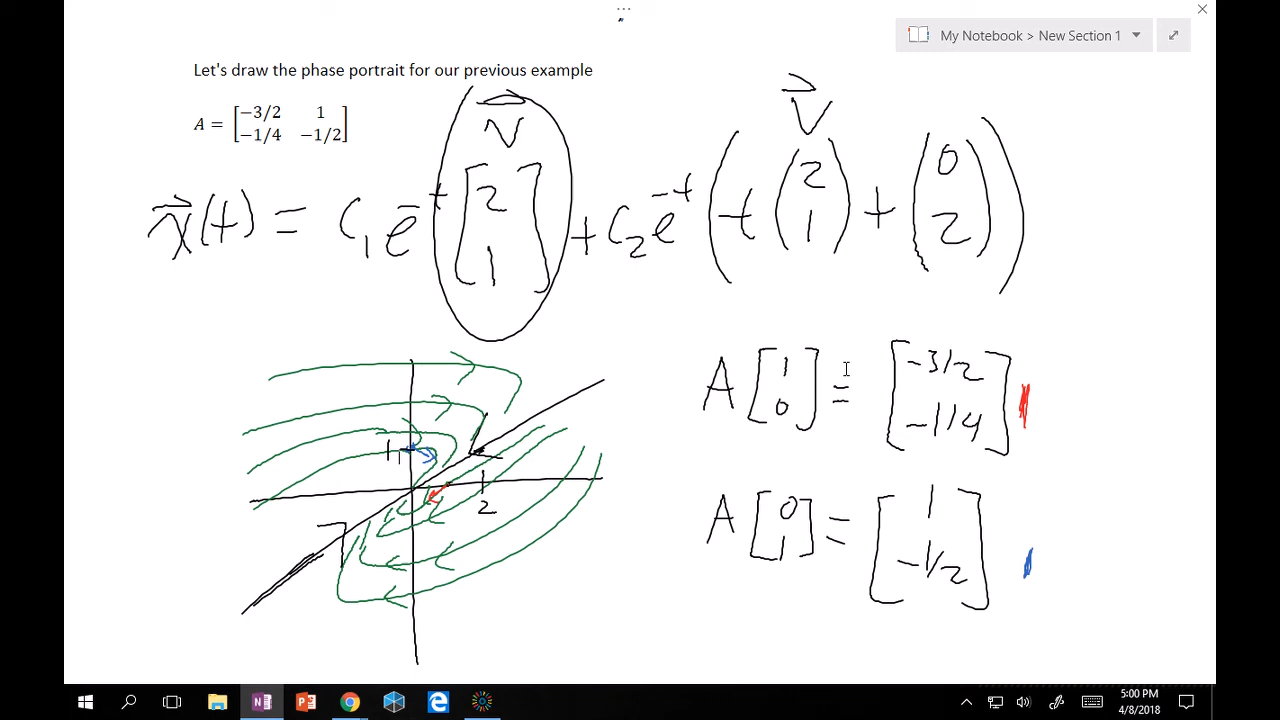 My Notebook > New Section 1
Let's draw the phase portrait for our previous example
A = [−3/2 1
−1/4 −1/2]
x⃗(t) = C₁e⁻ᵗ [2 1] + C₂e⁻ᵗ (t (2 1) + (0 2))
V⃗ V⃗
A [1 0] = [-3/2 -1/4]
A [0 1] = [1 -1/2]
1
2
5:00 PM
4/8/2018